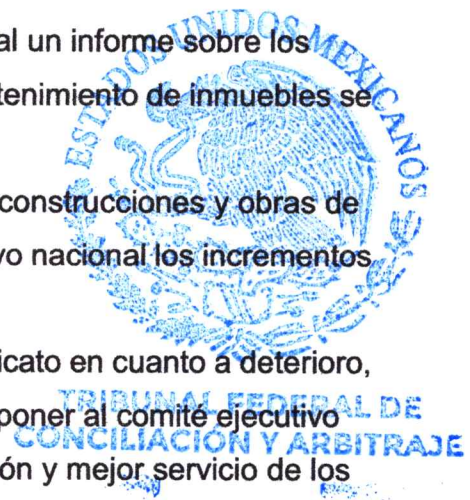 al un informe sobre los
tenimiento de inmuebles se
construcciones y obras de
vo nacional los incrementos
icato en cuanto a deterioro,
poner al comité ejecutivo
ón y mejor servicio de los
ESTADOS UNIDOS MEXICANOS
TRIBUNAL FEDERAL DE
CONCILIACIÓN Y ARBITRAJE